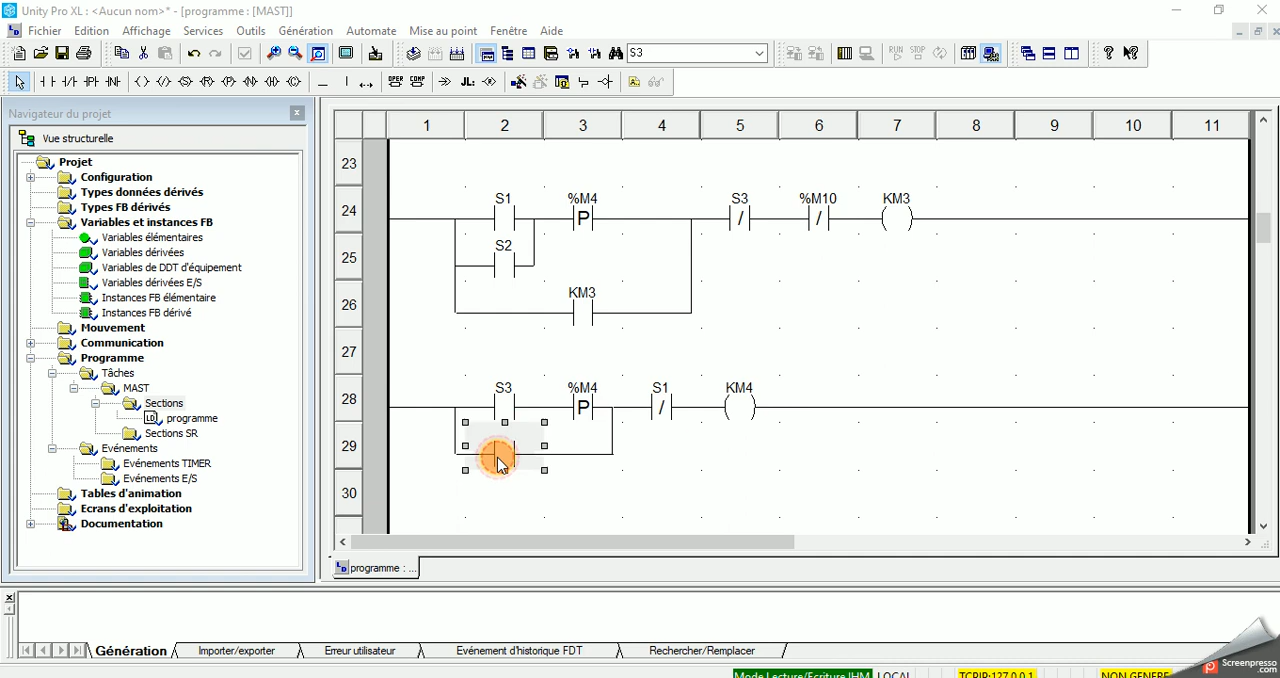 Unity Pro XL : <Aucun nom>* - [programme : [MAST]]
Fichier Edition Affichage Services Outils Génération Automate Mise au point Fenêtre Aide
S3
RUN STOP
OPER COMP
Navigateur du projet
Vue structurelle
Projet
Configuration
Types données dérivés
Types FB dérivés
Variables et instances FB
Variables élémentaires
Variables dérivées
Variables de DDT d'équipement
Variables dérivées E/S
Instances FB élémentaire
Instances FB dérivé
Mouvement
Communication
Programme
Tâches
MAST
Sections
programme
Sections SR
Evénements
Evénements TIMER
Evénements E/S
Tables d'animation
Ecrans d'exploitation
Documentation
1 2 3 4 5 6 7 8 9 10 11
23
24 S1 %M4 P S3 / %M10 / KM3
25 S2
26 KM3
27
28 S3 %M4 P S1 / KM4
29
30
programme : ...
Génération Importer/exporter Erreur utilisateur Evénement d'historique FDT Rechercher/Remplacer
Mode Lecture/Ecriture IHM LOCAL TCPIP:127.0.0.1 NON GENERE
Screenpresso
.com